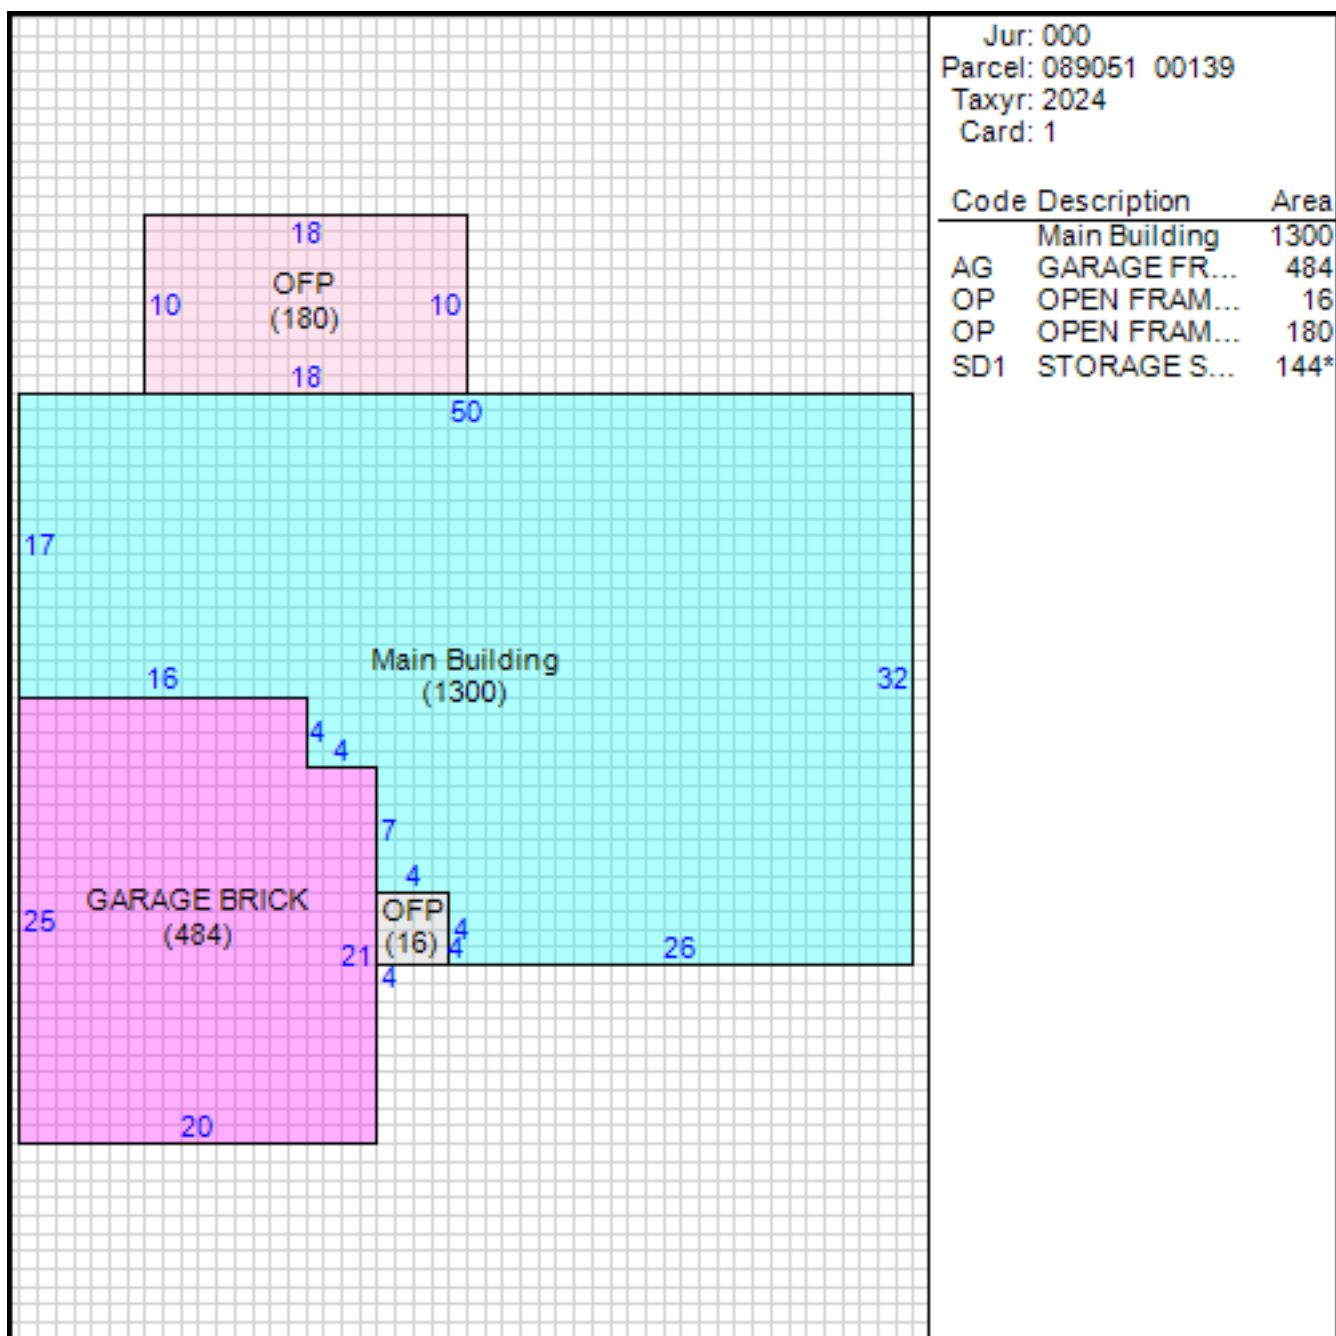 Jur: 000
Parcel: 089051 00139
Taxyr: 2024
Card: 1
Code Description Area
Main Building 1300
AG GARAGE FR... 484
OP OPEN FRAM... 16
OP OPEN FRAM... 180
SD1 STORAGE S... 144*
18
OFP
10 10
(180)
18
50
17
Main Building
16 32
(1300)
4
4
7
4
GARAGE BRICK
OFP
25
(484)
4
(16)
4
26
21
4
20